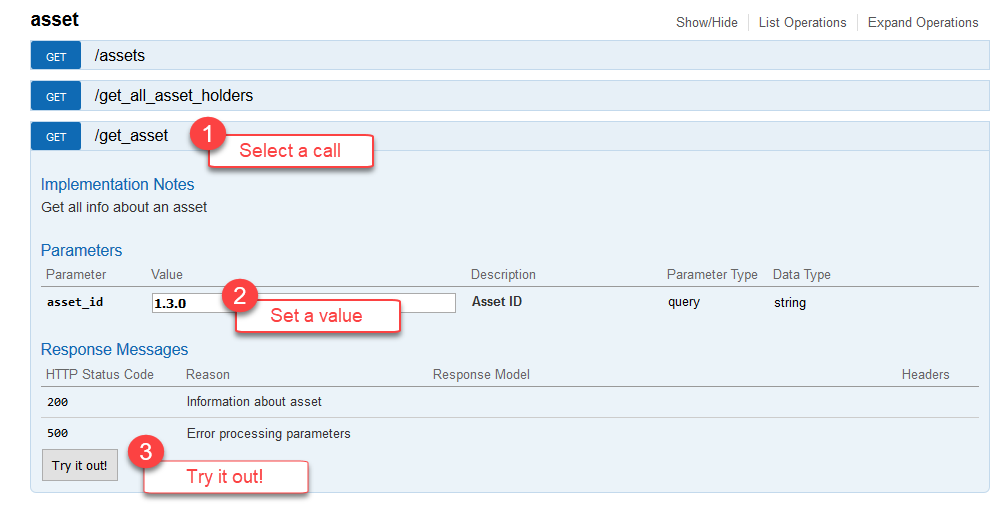 asset
Show/Hide List Operations Expand Operations
GET /assets
GET /get_all_asset_holders
GET /get_asset
1 Select a call
Implementation Notes
Get all info about an asset
Parameters
Parameter Value Description Parameter Type Data Type
asset_id 1.3.0 Asset ID query string
2 Set a value
Response Messages
HTTP Status Code Reason Response Model Headers
200 Information about asset
500 Error processing parameters
Try it out!
3 Try it out!